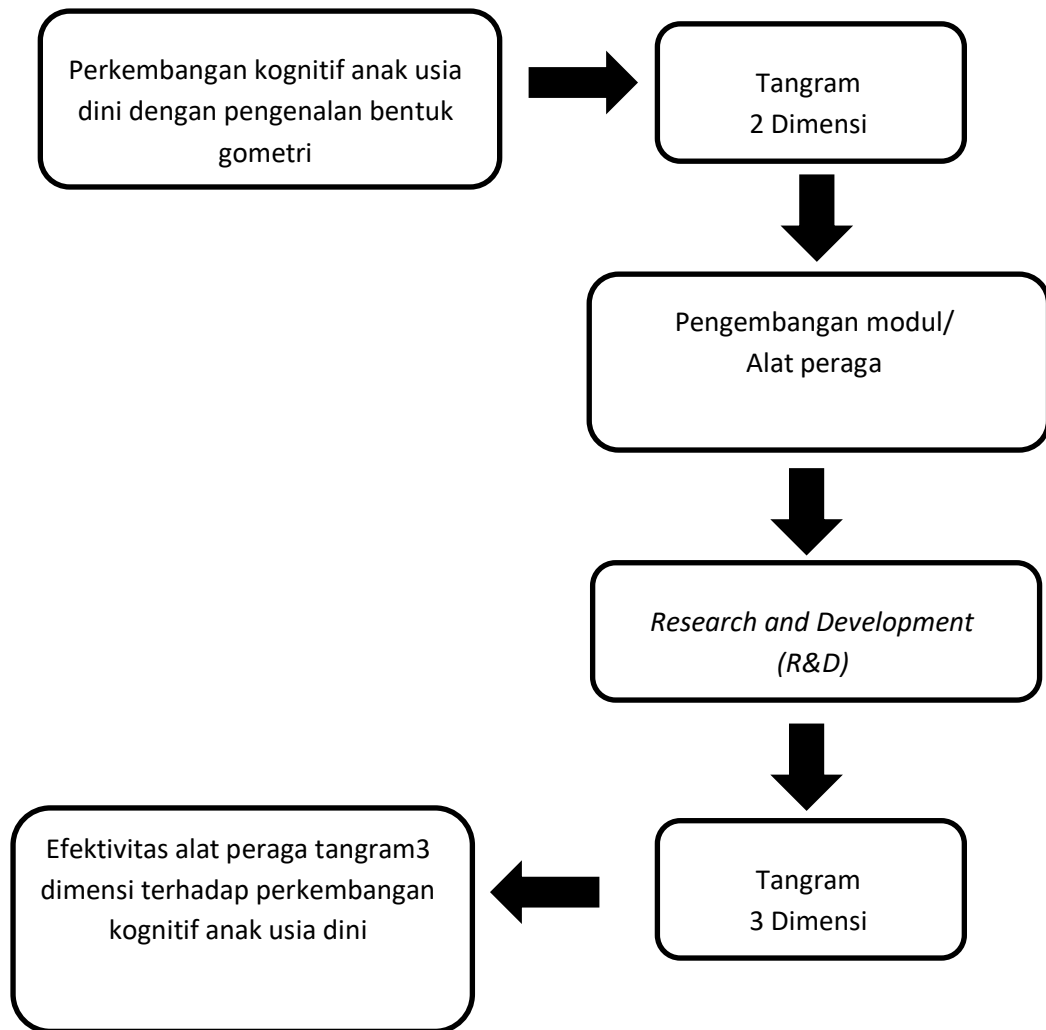 Perkembangan kognitif anak usia
dini dengan pengenalan bentuk
gometri
Tangram
2 Dimensi
Pengembangan modul/
Alat peraga
Research and Development
(R&D)
Tangram
3 Dimensi
Efektivitas alat peraga tangram3
dimensi terhadap perkembangan
kognitif anak usia dini